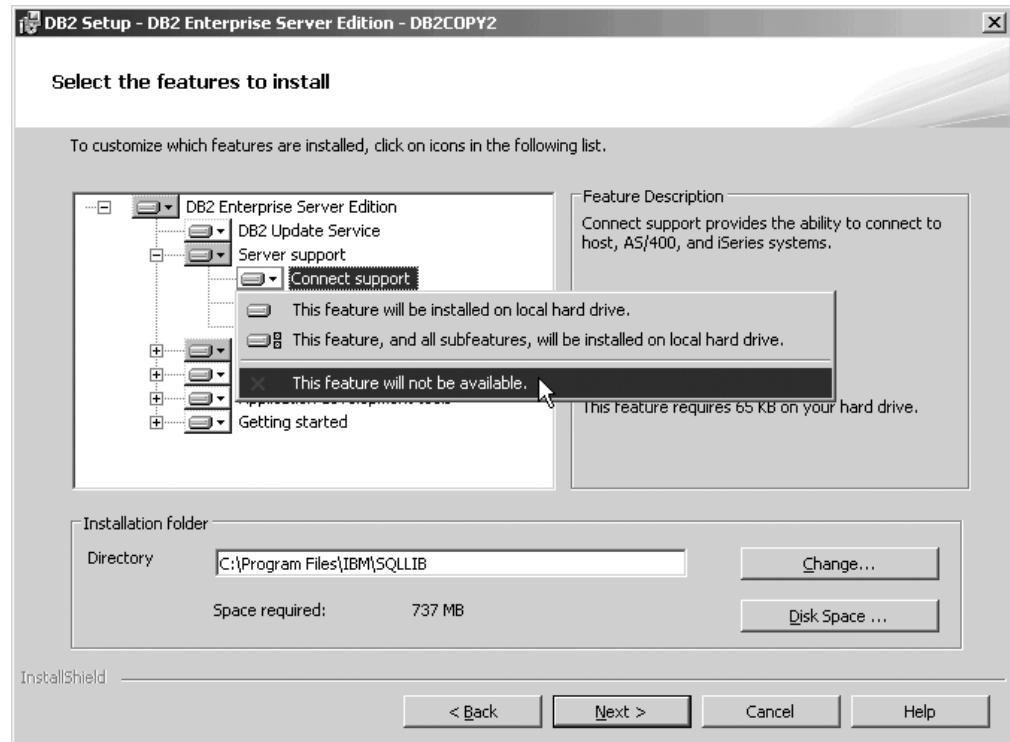 DB2 Setup - DB2 Enterprise Server Edition - DB2COPY2
Select the features to install
To customize which features are installed, click on icons in the following list.
DB2 Enterprise Server Edition
DB2 Update Service
Server support
Connect support
This feature will be installed on local hard drive.
This feature, and all subfeatures, will be installed on local hard drive.
This feature will not be available.
Getting started
Feature Description
Connect support provides the ability to connect to
host, AS/400, and iSeries systems.
This feature requires 65 KB on your hard drive.
Installation folder
Directory
C:\Program Files\IBM\SQLLIB
Change...
Space required:
737 MB
Disk Space ...
InstallShield
< Back
Next >
Cancel
Help